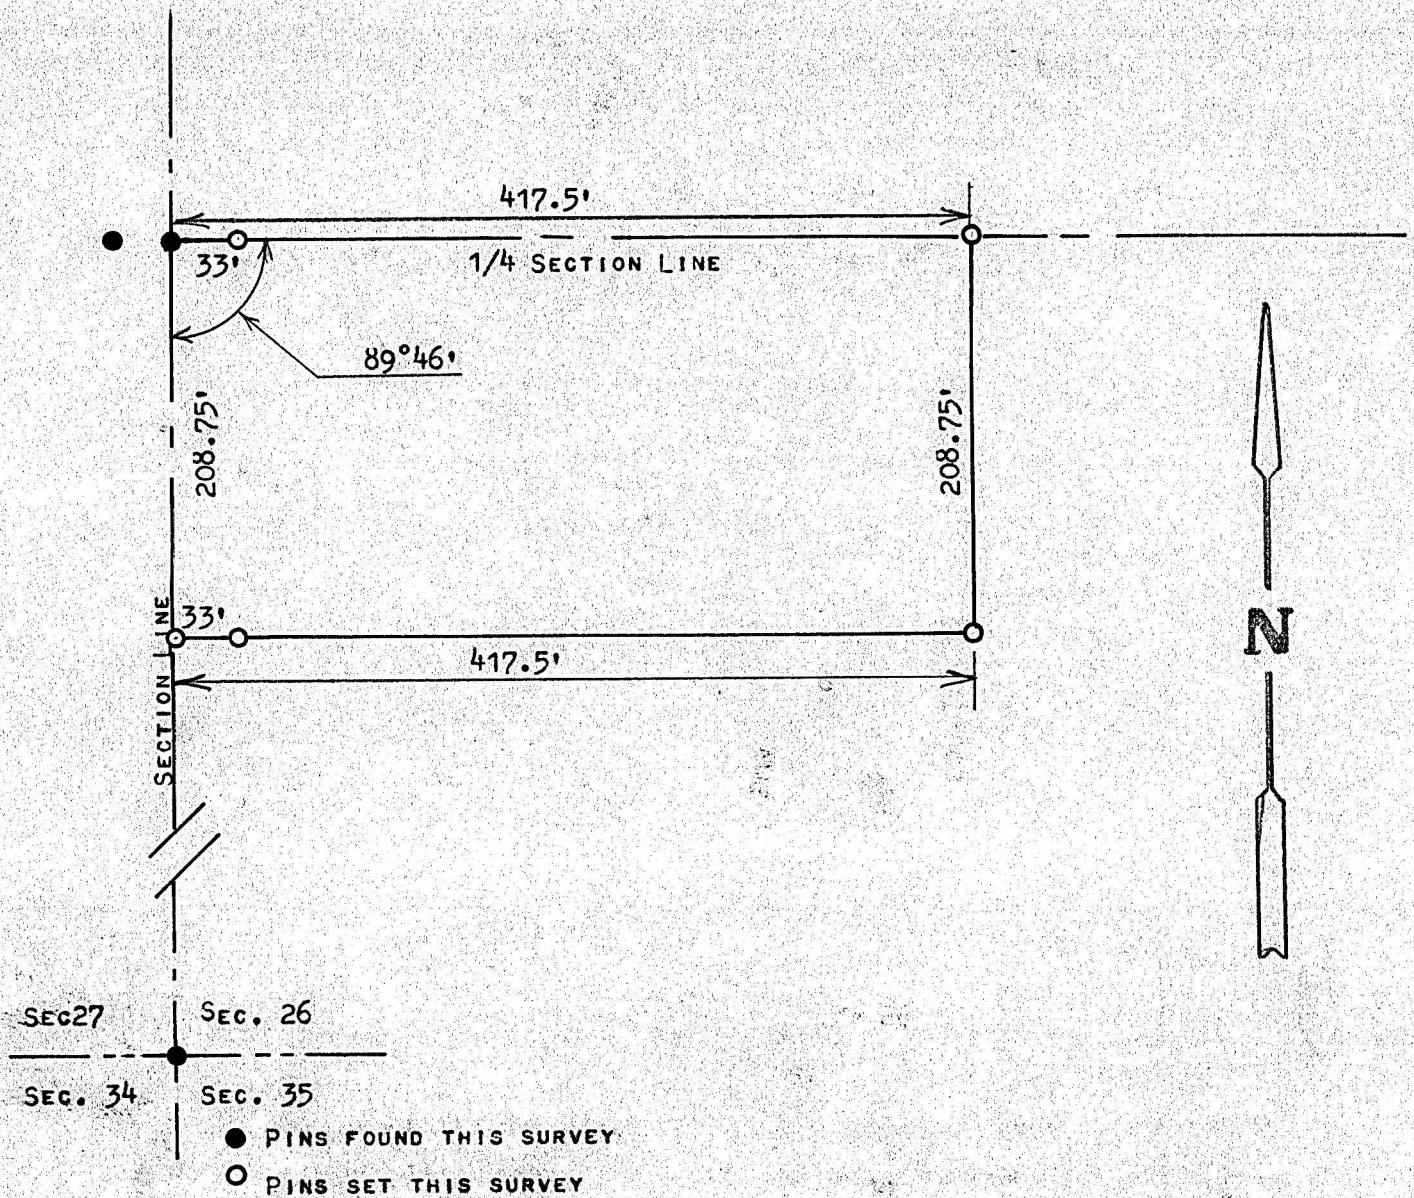 417.5'
33'
1/4 SECTION LINE
89°46'
208.75'
208.75'
33'
417.5'
SECTION LINE
N
SEC27
SEC. 26
SEC. 34
SEC. 35
PINS FOUND THIS SURVEY
PINS SET THIS SURVEY